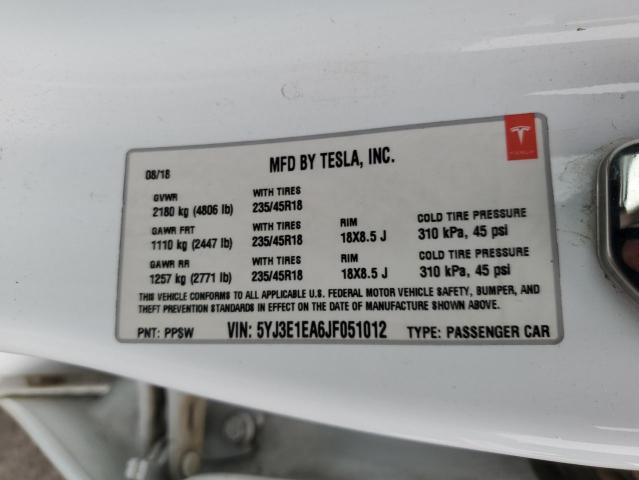 08/18 MFD BY TESLA, INC.
GVWR WITH TIRES
2180 kg (4806 lb) 235/45R18
GAWR FRT WITH TIRES RIM COLD TIRE PRESSURE
1110 kg (2447 lb) 235/45R18 18X8.5 J 310 kPa, 45 psi
GAWR RR WITH TIRES RIM COLD TIRE PRESSURE
1257 kg (2771 lb) 235/45R18 18X8.5 J 310 kPa, 45 psi
THIS VEHICLE CONFORMS TO ALL APPLICABLE U.S. FEDERAL MOTOR VEHICLE SAFETY, BUMPER, AND
THEFT PREVENTION STANDARDS IN EFFECT ON THE DATE OF MANUFACTURE SHOWN ABOVE.
PNT: PPSW VIN: 5YJ3E1EA6JF051012 TYPE: PASSENGER CAR